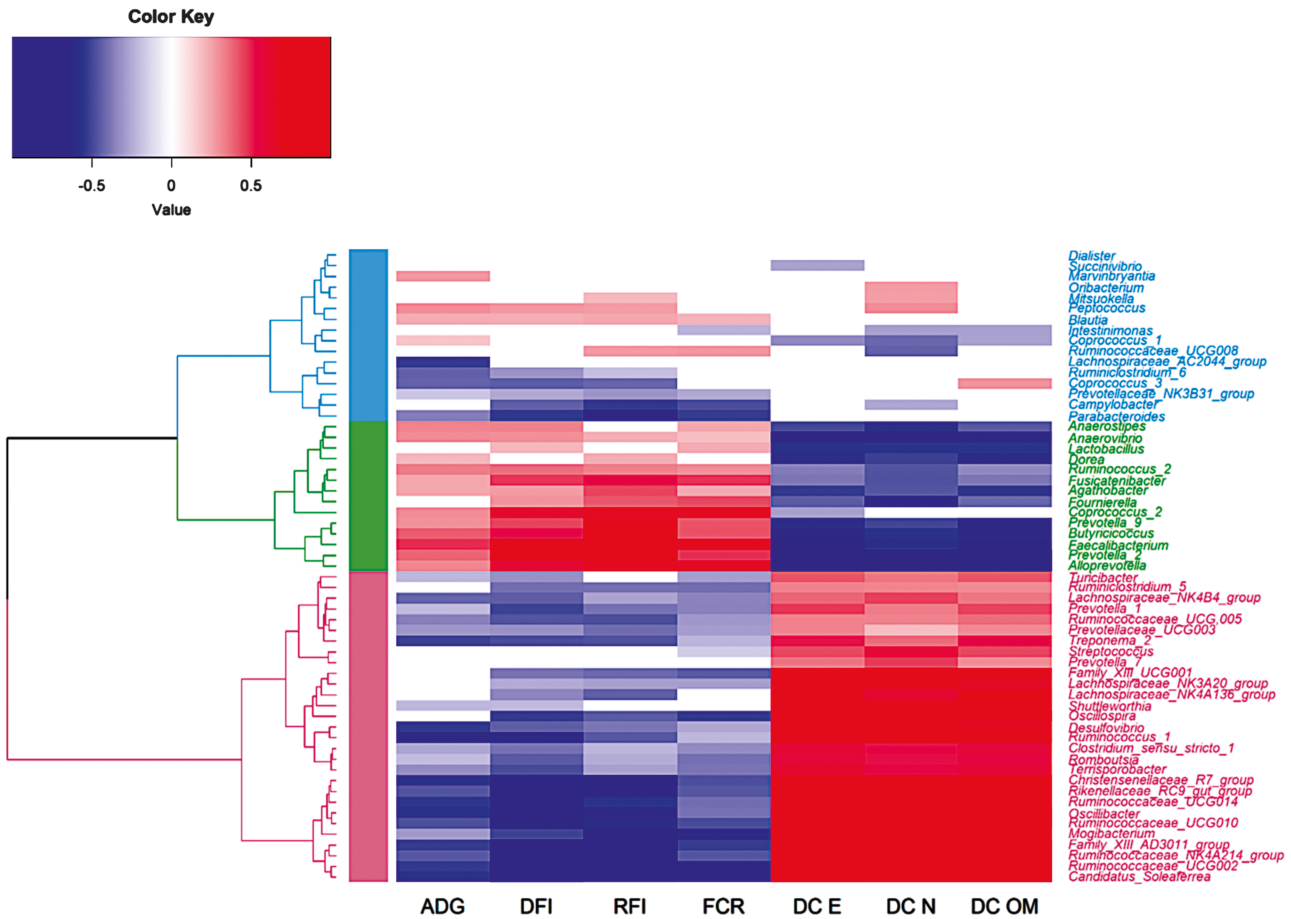 Color Key
-0.5 0 0.5
Value
Dialister
Succinivibrio
Marvinbryantia
Oribacterium
Mitsuokella
Peptococcus
Blautia
Intestinimonas
Coprococcus_1
Ruminococcaceae_UCG008
Lachnospiraceae_AC2044_group
Ruminiclostridium_6
Coprococcus_3
Prevotellaceae_NK3B31_group
Campylobacter
Parabacteroides
Anaerostipes
Anaerovibrio
Lactobacillus
Dorea
Ruminococcus_2
Fusicatenibacter
Agathobacter
Fournierella
Coprococcus_2
Prevotella_9
Butyricicoccus
Faecalibacterium
Prevotella_2
Alloprevotella
Turicibacter
Ruminiclostridium_5
Lachnospiraceae_NK4B4_group
Prevotella_1
Ruminococcaceae_UCG.005
Prevotellaceae_UCG003
Treponema_2
Streptococcus
Prevotella_7
Family_XIII_UCG001
Lachnospiraceae_NK3A20_group
Lachnospiraceae_NK4A136_group
Shuttleworthia
Oscillospira
Desulfovibrio
Ruminococcus_1
Clostridium_sensu_stricto_1
Romboutsia
Terrisporobacter
Christensenellaceae_R7_group
Rikenellaceae_RC9_gut_group
Ruminococcaceae_UCG014
Oscillibacter
Ruminococcaceae_UCG010
Mogibacterium
Family_XIII_AD3011_group
Ruminococcaceae_NK4A214_group
Ruminococcaceae_UCG002
Candidatus_Soleaferrea
ADG DFI RFI FCR DC E DC N DC OM